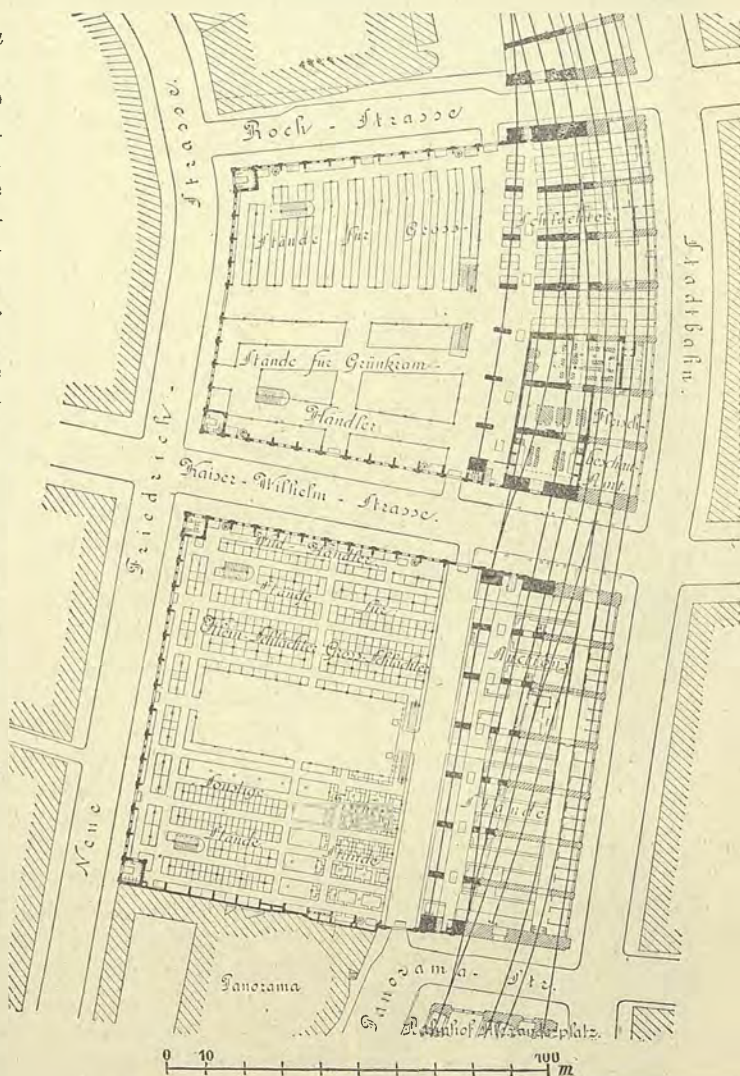 Roch - Strasse
Strasse.
Stände für Gross-
Schlächter.
Stadtbahn.
Stände für Grünkram-
Händler.
Fleisch-
beschau-
Amt.
Kaiser-Wilhelm-Strasse.
Friedrich-
Wild-Händler.
Stände für
Klein-Schlächter Gross-Schlächter
Auctions-
Stände
Sonstige
Fische
Stände
Stände
Neue
Panorama
Panorama- Str.
Bahnhof Alexanderplatz.
0 10 100 m